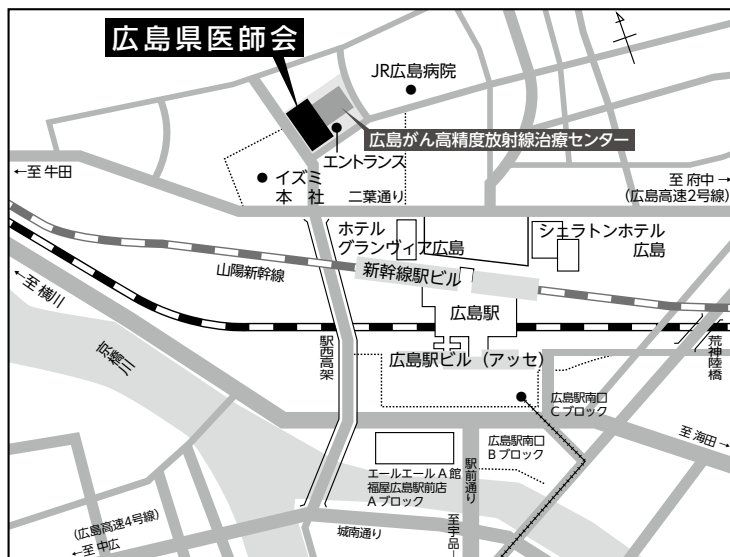 広島県医師会
JR広島病院
広島がん高精度放射線治療センター
エントランス
←至 牛田
イズミ
本 社
二葉通り
至 府中→
(広島高速2号線)
ホテル
グランヴィア広島
シェラトンホテル
広島
山陽新幹線
新幹線駅ビル
←至 横川
広島駅
京橋川
駅西高架
広島駅ビル（アッセ）
荒神陸橋
広島駅南口
Cブロック
至 海田→
広島駅南口
Bブロック
エールエールA館
福屋広島駅前店
Aブロック
駅前通り
(広島高速4号線)
←至 中広
城南通り
至宇品→